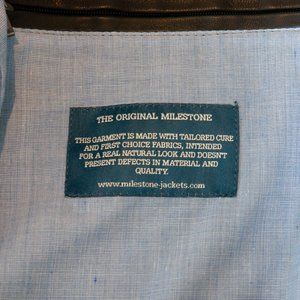 THE ORIGINAL MILESTONE
THIS GARMENT IS MADE WITH TAILORED CURE
AND FIRST CHOICE FABRICS, INTENDED
FOR A REAL NATURAL LOOK AND DOESN'T
PRESENT DEFECTS IN MATERIAL AND
QUALITY.
www.milestone-jackets.com